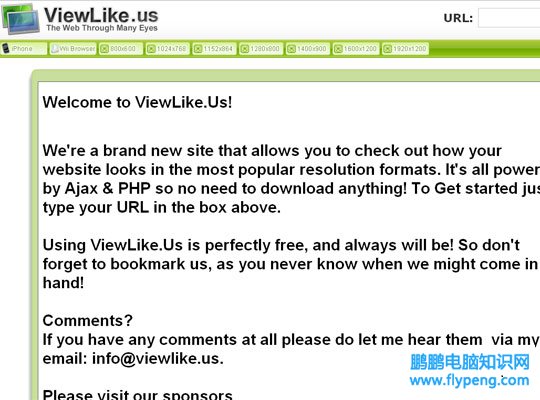 ViewLike.us
The Web Through Many Eyes
URL:
iPhone Wii Browser 800x600 1024x768 1152x864 1280x800 1400x900 1600x1200 1920x1200
Welcome to ViewLike.Us!
We're a brand new site that allows you to check out how your
website looks in the most popular resolution formats. It's all power
by Ajax & PHP so no need to download anything! To Get started jus
type your URL in the box above.
Using ViewLike.Us is perfectly free, and always will be! So don't
forget to bookmark us, as you never know when we might come in
hand!
Comments?
If you have any comments at all please do let me hear them via my
email: info@viewlike.us.
Please visit our sponsors
鹏鹏电脑知识网
www.flypeng.com